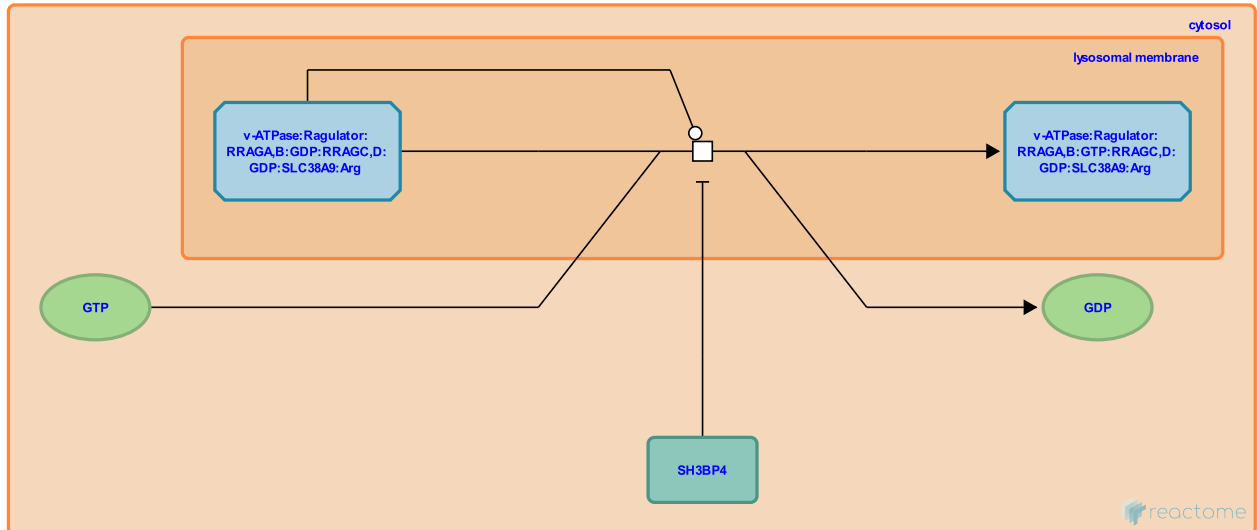 cytosol
lysosomal membrane
v-ATPase:Ragulator:
RRAGA,B:GDP:RRAGC,D:
GDP:SLC38A9:Arg
v-ATPase:Ragulator:
RRAGA,B:GTP:RRAGC,D:
GDP:SLC38A9:Arg
GTP
GDP
SH3BP4
reactome